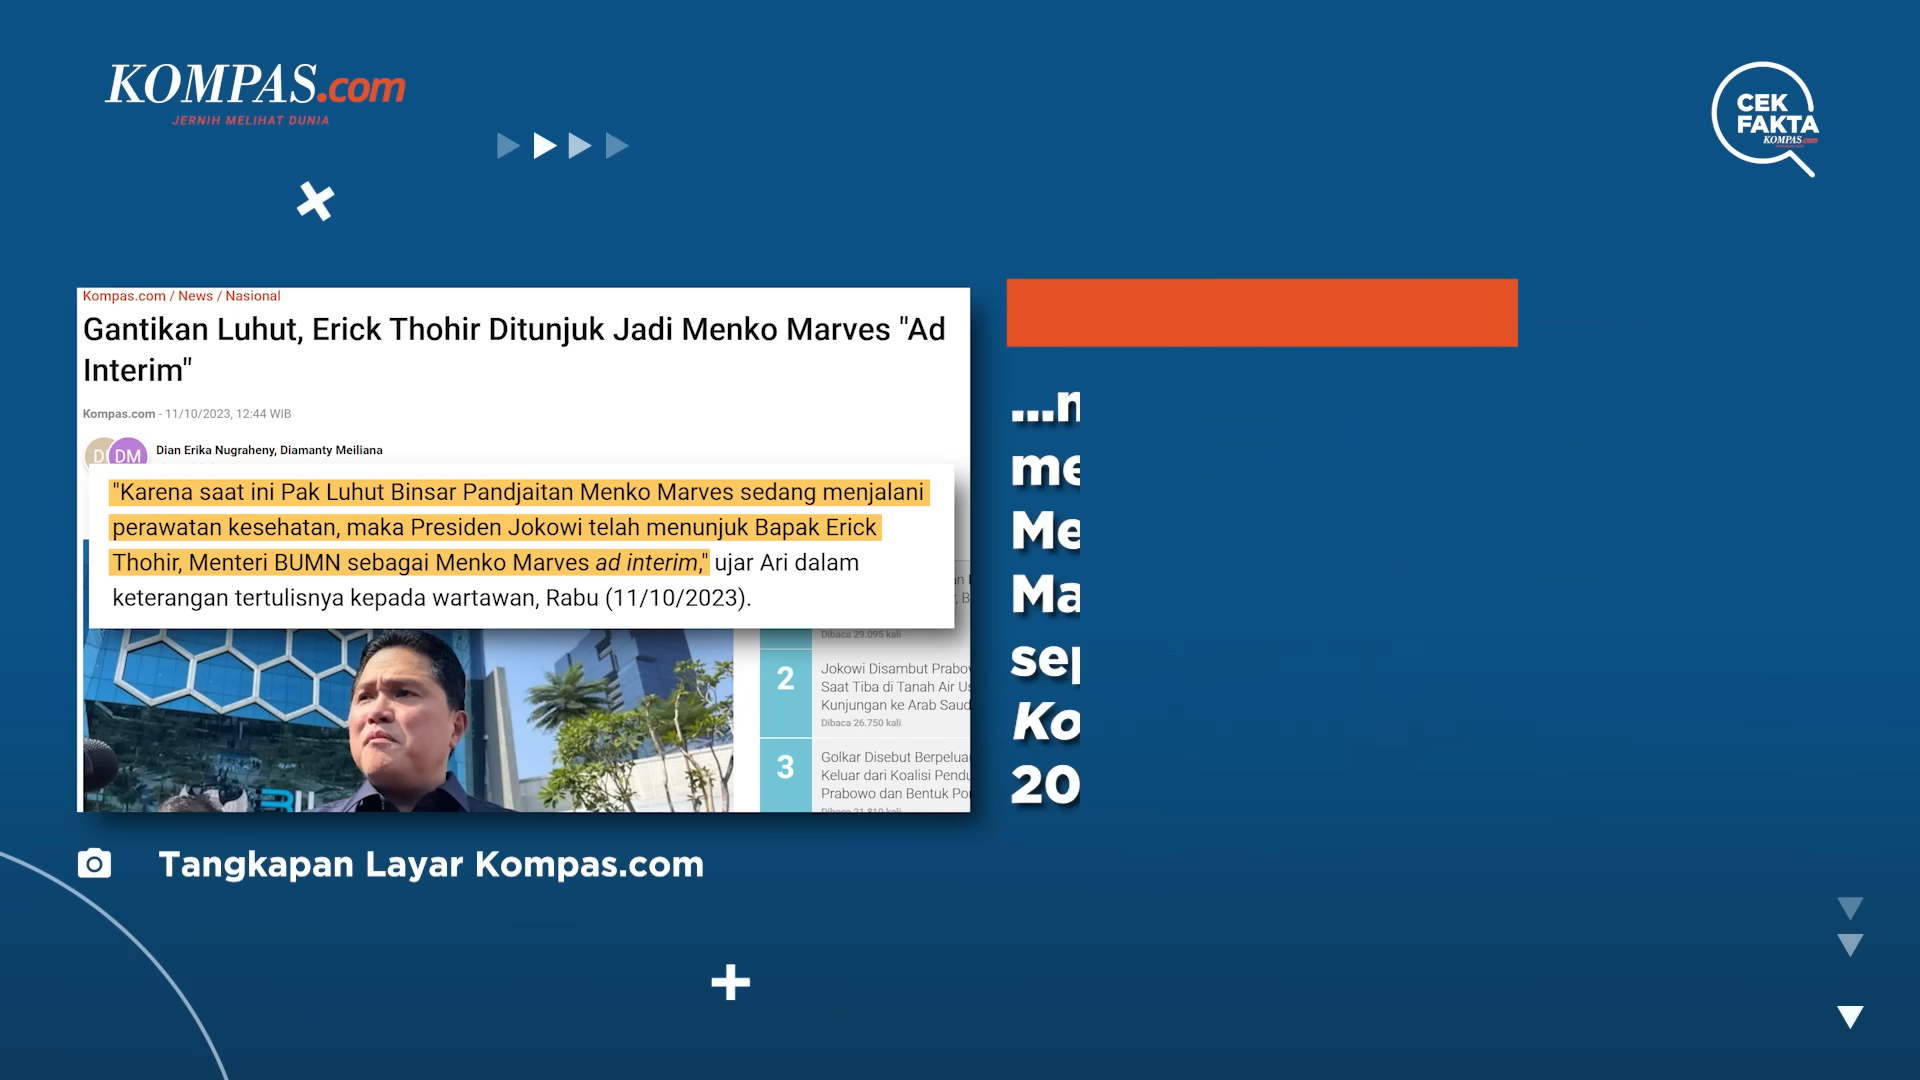 KOMPAS.com
JERNIH MELIHAT DUNIA
CEK
FAKTA
KOMPAS.com
Kompas.com / News / Nasional
Gantikan Luhut, Erick Thohir Ditunjuk Jadi Menko Marves "Ad
Interim"
Kompas.com - 11/10/2023, 12:44 WIB
DM
Dian Erika Nugraheny, Diamanty Meiliana
"Karena saat ini Pak Luhut Binsar Pandjaitan Menko Marves sedang menjalani
perawatan kesehatan, maka Presiden Jokowi telah menunjuk Bapak Erick
Thohir, Menteri BUMN sebagai Menko Marves ad interim," ujar Ari dalam
keterangan tertulisnya kepada wartawan, Rabu (11/10/2023).
Dibaca 29.095 kali
2
Jokowi Disambut
Saat Tiba di Tanah Air
Kunjungan ke Arab
Dibaca 26.750 kali
3
Golkar Disebut
Keluar dari Koalisi
Prabowo dan Bentuk
Tangkapan Layar Kompas.com